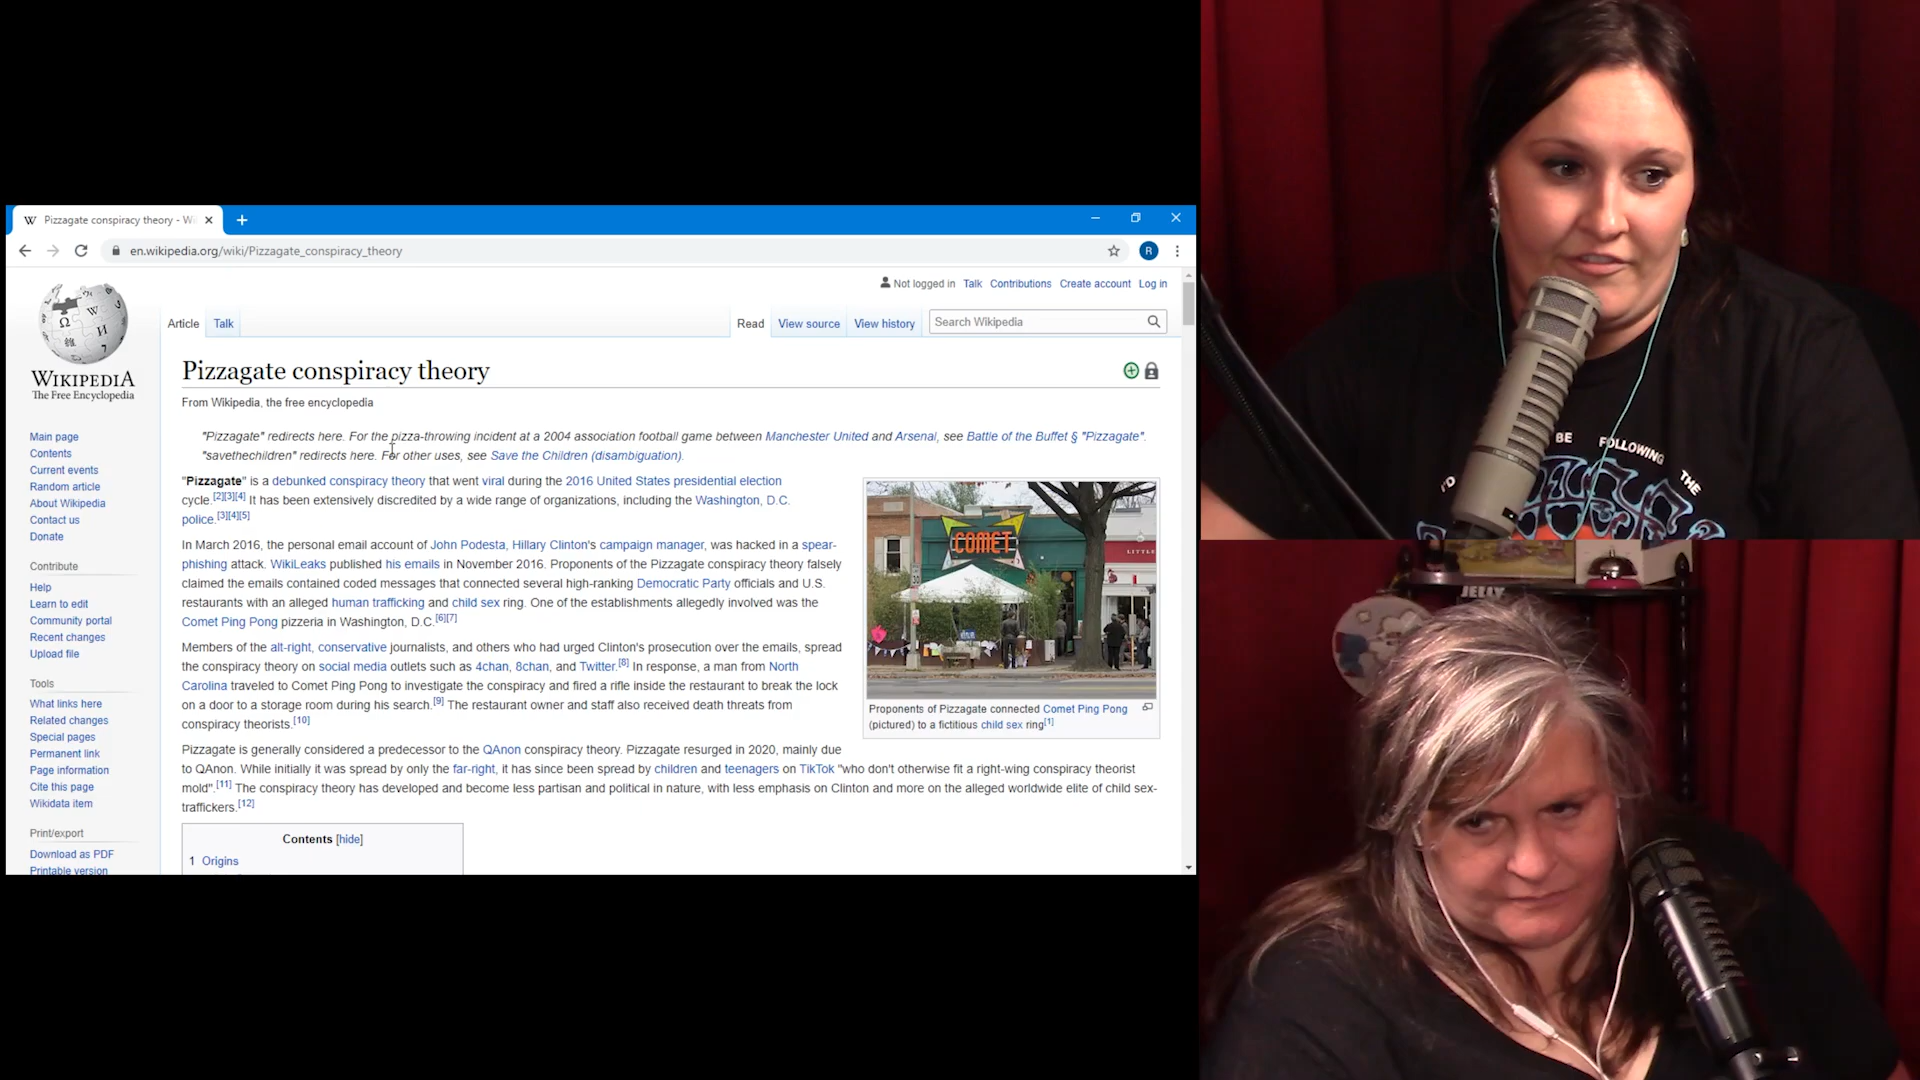 Pizzagate conspiracy theory - Wi
en.wikipedia.org/wiki/Pizzagate_conspiracy_theory
R
Not logged in Talk Contributions Create account Log in
Article Talk Read View source View history Search Wikipedia
WIKIPEDIA
The Free Encyclopedia
Main page
Contents
Current events
Random article
About Wikipedia
Contact us
Donate
Contribute
Help
Learn to edit
Community portal
Recent changes
Upload file
Tools
What links here
Related changes
Special pages
Permanent link
Page information
Cite this page
Wikidata item
Print/export
Download as PDF
Printable version
Pizzagate conspiracy theory
From Wikipedia, the free encyclopedia
"Pizzagate" redirects here. For the pizza-throwing incident at a 2004 association football game between Manchester United and Arsenal, see Battle of the Buffet § "Pizzagate".
"savethechildren" redirects here. For other uses, see Save the Children (disambiguation).
"Pizzagate" is a debunked conspiracy theory that went viral during the 2016 United States presidential election
cycle.[2][3][4] It has been extensively discredited by a wide range of organizations, including the Washington, D.C.
police.[3][4][5]
In March 2016, the personal email account of John Podesta, Hillary Clinton's campaign manager, was hacked in a spear-
phishing attack. WikiLeaks published his emails in November 2016. Proponents of the Pizzagate conspiracy theory falsely
claimed the emails contained coded messages that connected several high-ranking Democratic Party officials and U.S.
restaurants with an alleged human trafficking and child sex ring. One of the establishments allegedly involved was the
Comet Ping Pong pizzeria in Washington, D.C.[6][7]
Members of the alt-right, conservative journalists, and others who had urged Clinton's prosecution over the emails, spread
the conspiracy theory on social media outlets such as 4chan, 8chan, and Twitter.[8] In response, a man from North
Carolina traveled to Comet Ping Pong to investigate the conspiracy and fired a rifle inside the restaurant to break the lock
on a door to a storage room during his search.[9] The restaurant owner and staff also received death threats from
conspiracy theorists.[10]
Pizzagate is generally considered a predecessor to the QAnon conspiracy theory. Pizzagate resurged in 2020, mainly due
to QAnon. While initially it was spread by only the far-right, it has since been spread by children and teenagers on TikTok "who don't otherwise fit a right-wing conspiracy theorist
mold".[11] The conspiracy theory has developed and become less partisan and political in nature, with less emphasis on Clinton and more on the alleged worldwide elite of child sex-
traffickers.[12]
COMET
LITTLE
Proponents of Pizzagate connected Comet Ping Pong
(pictured) to a fictitious child sex ring[1]
Contents [hide]
1 Origins
BE FOLLOWING THE
JELLY